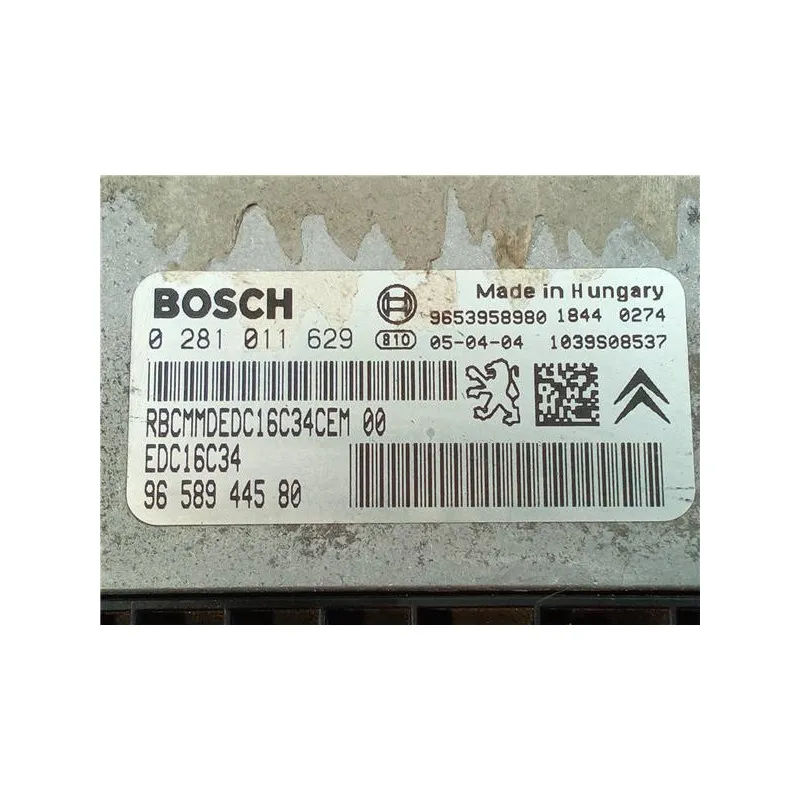 BOSCH
Made in Hungary
9653958980 1844 0274
0 281 011 629
810
05-04-04 1039S08537
RBCMMDEDC16C34CEM 00
EDC16C34
96 589 445 80